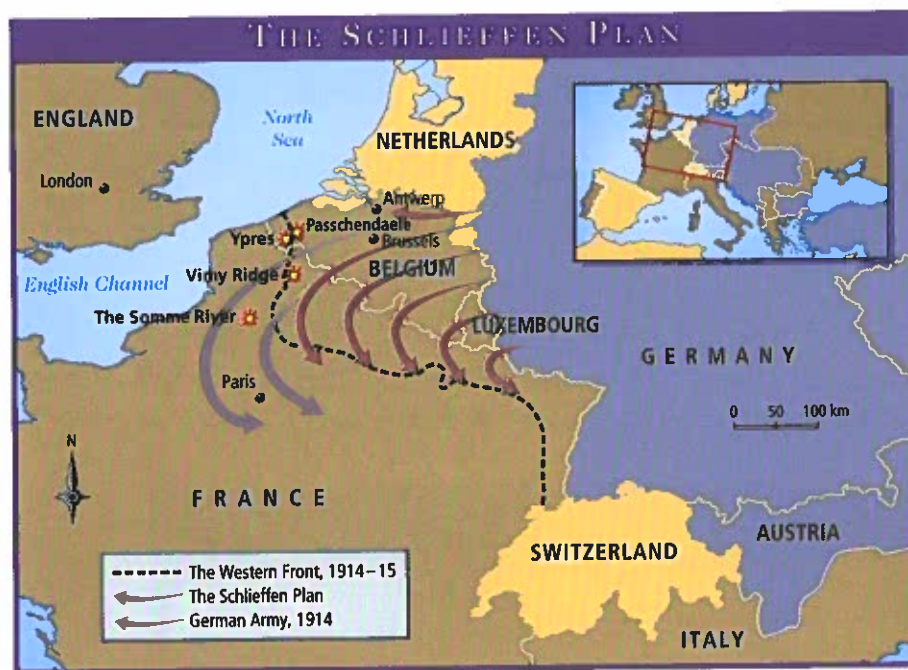 THE SCHLIEFFEN PLAN
ENGLAND
North
Sea
NETHERLANDS
London
Antwerp
Passchendaele
Ypres
Brussels
BELGIUM
Vimy Ridge
English Channel
The Somme River
LUXEMBOURG
GERMANY
Paris
0 50 100 km
N
FRANCE
AUSTRIA
SWITZERLAND
The Western Front, 1914–15
The Schlieffen Plan
German Army, 1914
ITALY